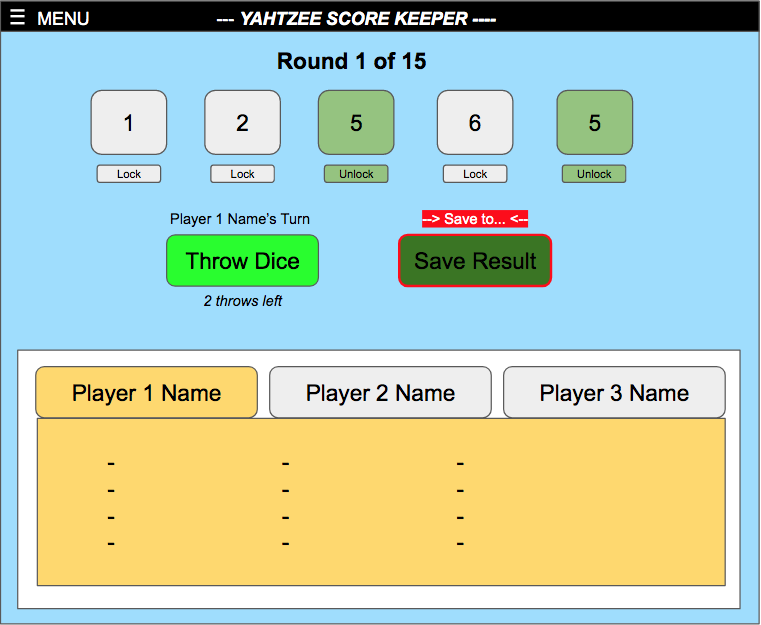 ☰ MENU --- YAHTZEE SCORE KEEPER ----
Round 1 of 15
1 2 5 6 5
Lock Lock Unlock Lock Unlock
Player 1 Name's Turn --> Save to... <--
Throw Dice Save Result
2 throws left
Player 1 Name Player 2 Name Player 3 Name
- - -
- - -
- - -
- - -